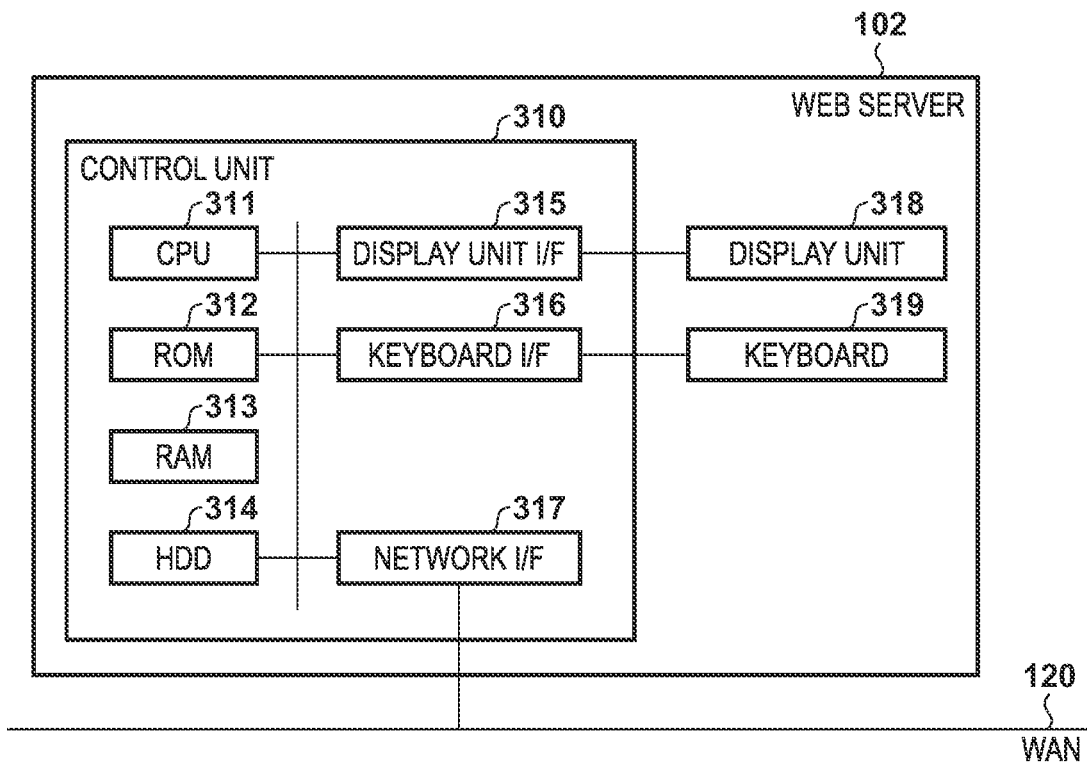 102
WEB SERVER
310
CONTROL UNIT
311
315
318
CPU
DISPLAY UNIT I/F
DISPLAY UNIT
312
316
319
ROM
KEYBOARD I/F
KEYBOARD
313
RAM
314
317
HDD
NETWORK I/F
120
WAN